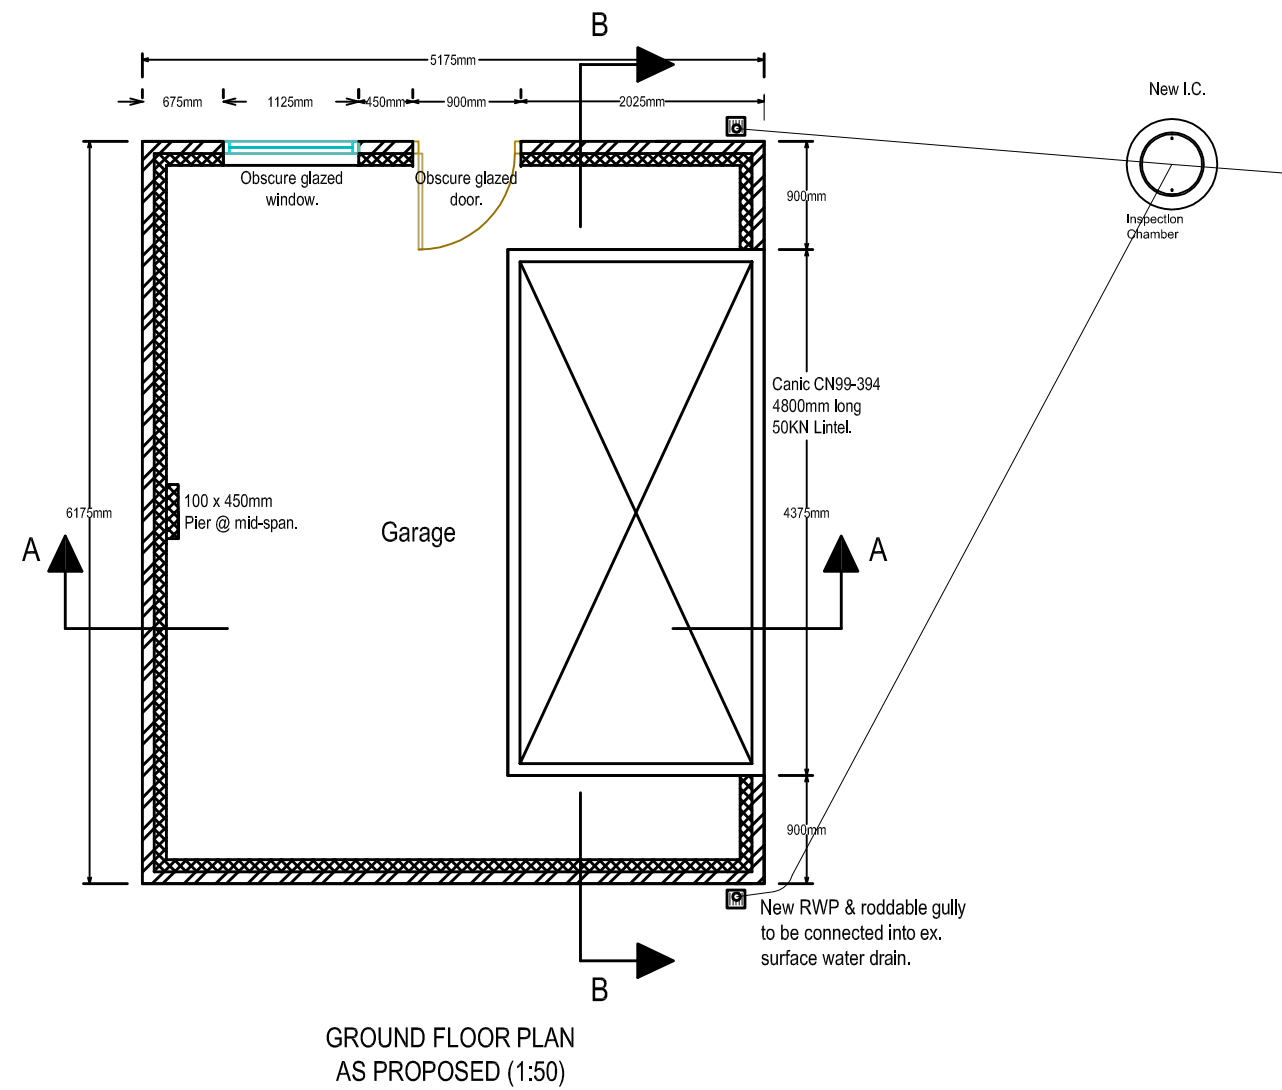 B
5175mm
675mm
1125mm
450mm
900mm
2025mm
New I.C.
Obscure glazed
window.
Obscure glazed
door.
900mm
Inspection
Chamber
Canic CN99-394
4800mm long
50KN Lintel.
100 x 450mm
Pier @ mid-span.
6175mm
Garage
4375mm
A
A
900mm
New RWP & roddable gully
to be connected into ex.
surface water drain.
B
GROUND FLOOR PLAN
AS PROPOSED (1:50)